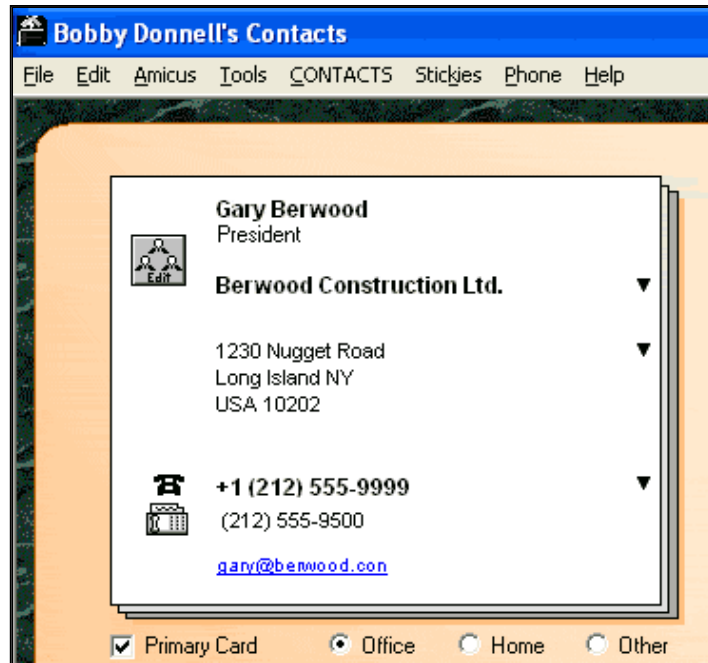 Bobby Donnell's Contacts
File Edit Amicus Tools CONTACTS Stickies Phone Help
Gary Berwood
President
Edit
Berwood Construction Ltd.
1230 Nugget Road
Long Island NY
USA 10202
+1 (212) 555-9999
(212) 555-9500
gary@berwood.con
Primary Card Office Home Other